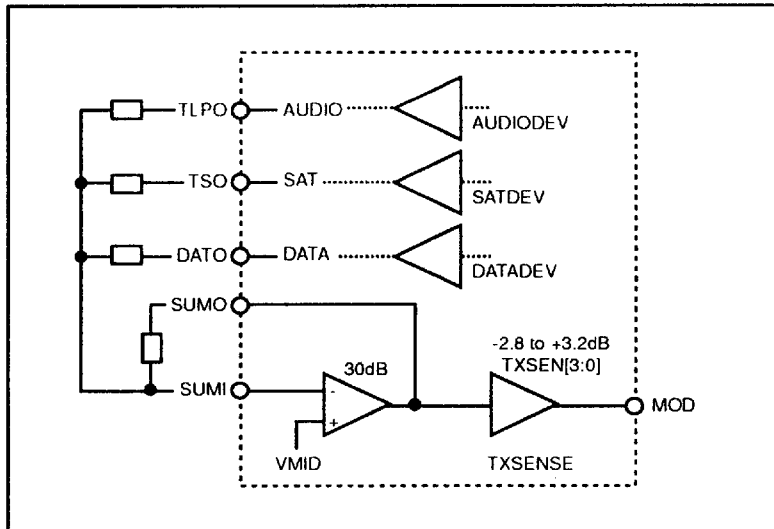 TLPO AUDIO AUDIODEV
TSO SAT SATDEV
DATO DATA DATADEV
SUMO
-2.8 to +3.2dB
TXSEN[3:0]
30dB
SUMI - MOD
+
VMID TXSENSE